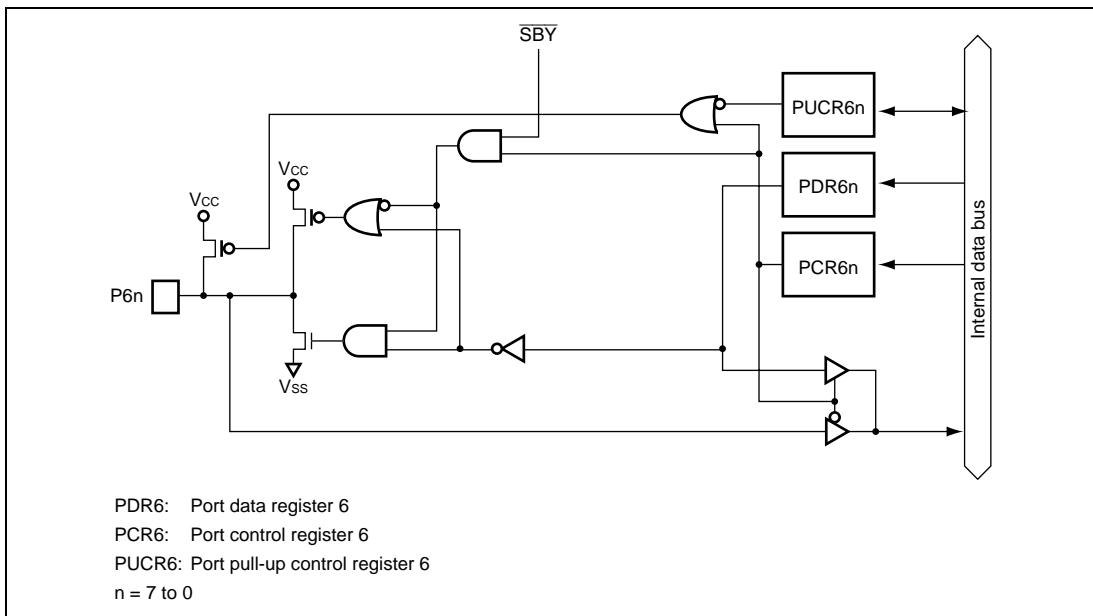 SBY
PUCR6n
VCC
PDR6n
VCC
PCR6n
P6n
VSS
Internal data bus
PDR6: Port data register 6
PCR6: Port control register 6
PUCR6: Port pull-up control register 6
n = 7 to 0